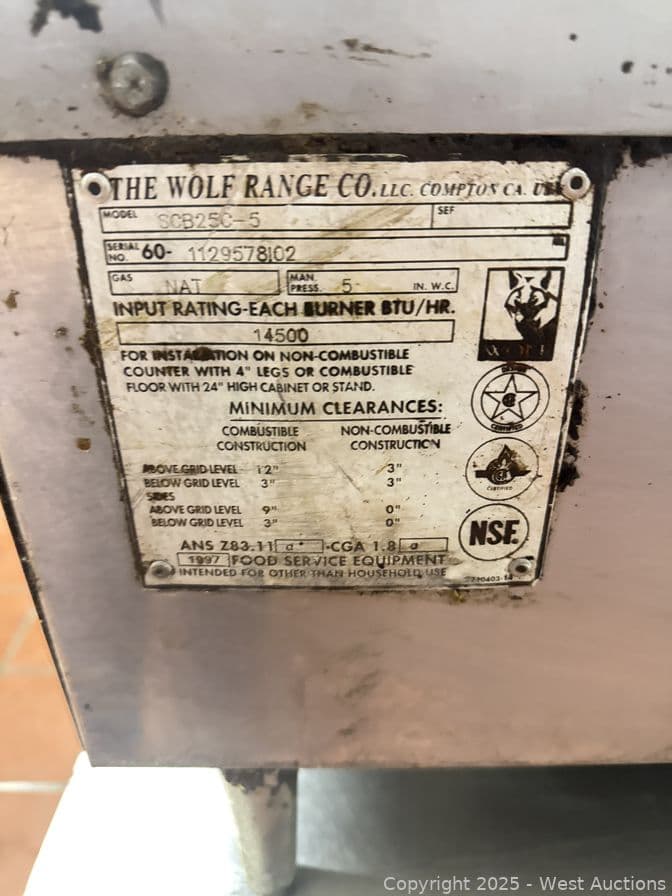 THE WOLF RANGE CO. LLC. COMPTON CA. USA
MODEL SCB25C-5 SEF
SERIAL NO. 60- 1129578102
GAS NAT MAN. PRESS. 5 IN. W.C.
INPUT RATING-EACH BURNER BTU/HR.
14500
FOR INSTALLATION ON NON-COMBUSTIBLE
COUNTER WITH 4" LEGS OR COMBUSTIBLE
FLOOR WITH 24" HIGH CABINET OR STAND.
WOLF
MINIMUM CLEARANCES:
COMBUSTIBLE CONSTRUCTION NON-COMBUSTIBLE CONSTRUCTION
ABOVE GRID LEVEL 12" 3"
BELOW GRID LEVEL 3" 3"
SIDES
ABOVE GRID LEVEL 9" 0"
BELOW GRID LEVEL 3" 0"
DESIGN CERTIFIED
CERTIFIED
NSF.
ANS Z83.11 a -CGA 1.8 a
1997 FOOD SERVICE EQUIPMENT
INTENDED FOR OTHER THAN HOUSEHOLD USE
Copyright 2025 - West Auctions